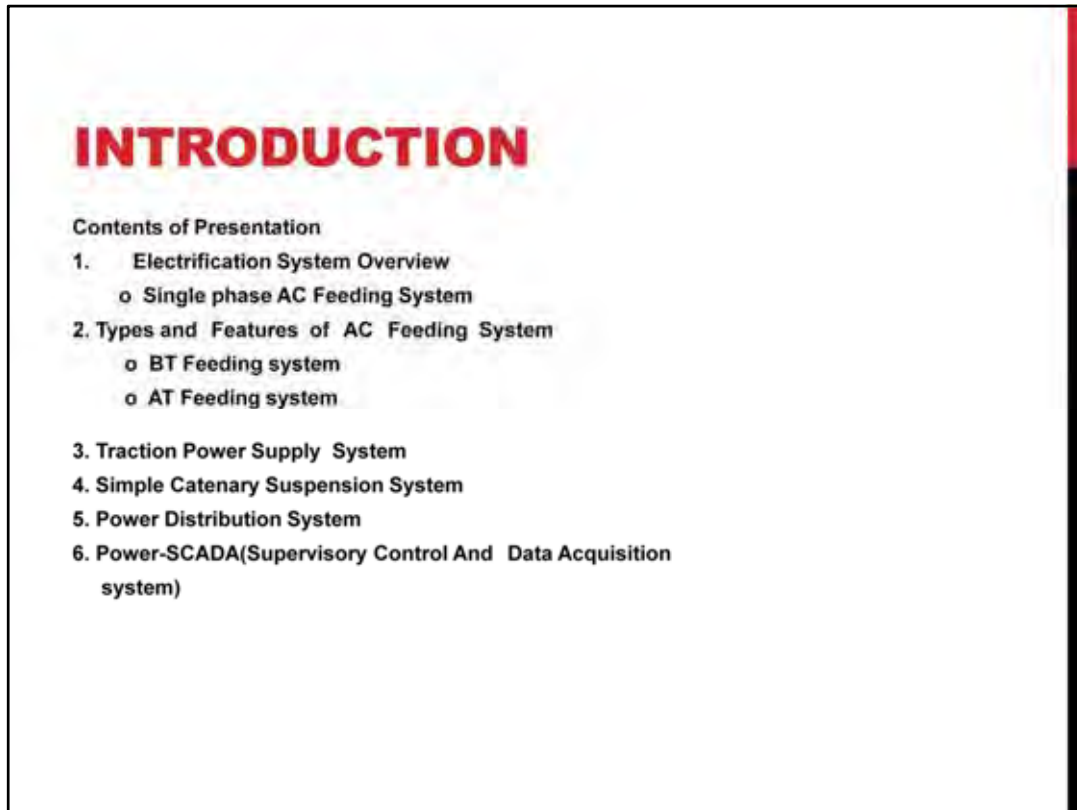 INTRODUCTION
Contents of Presentation
1. Electrification System Overview
o Single phase AC Feeding System
2. Types and Features of AC Feeding System
o BT Feeding system
o AT Feeding system
3. Traction Power Supply System
4. Simple Catenary Suspension System
5. Power Distribution System
6. Power-SCADA(Supervisory Control And Data Acquisition
system)